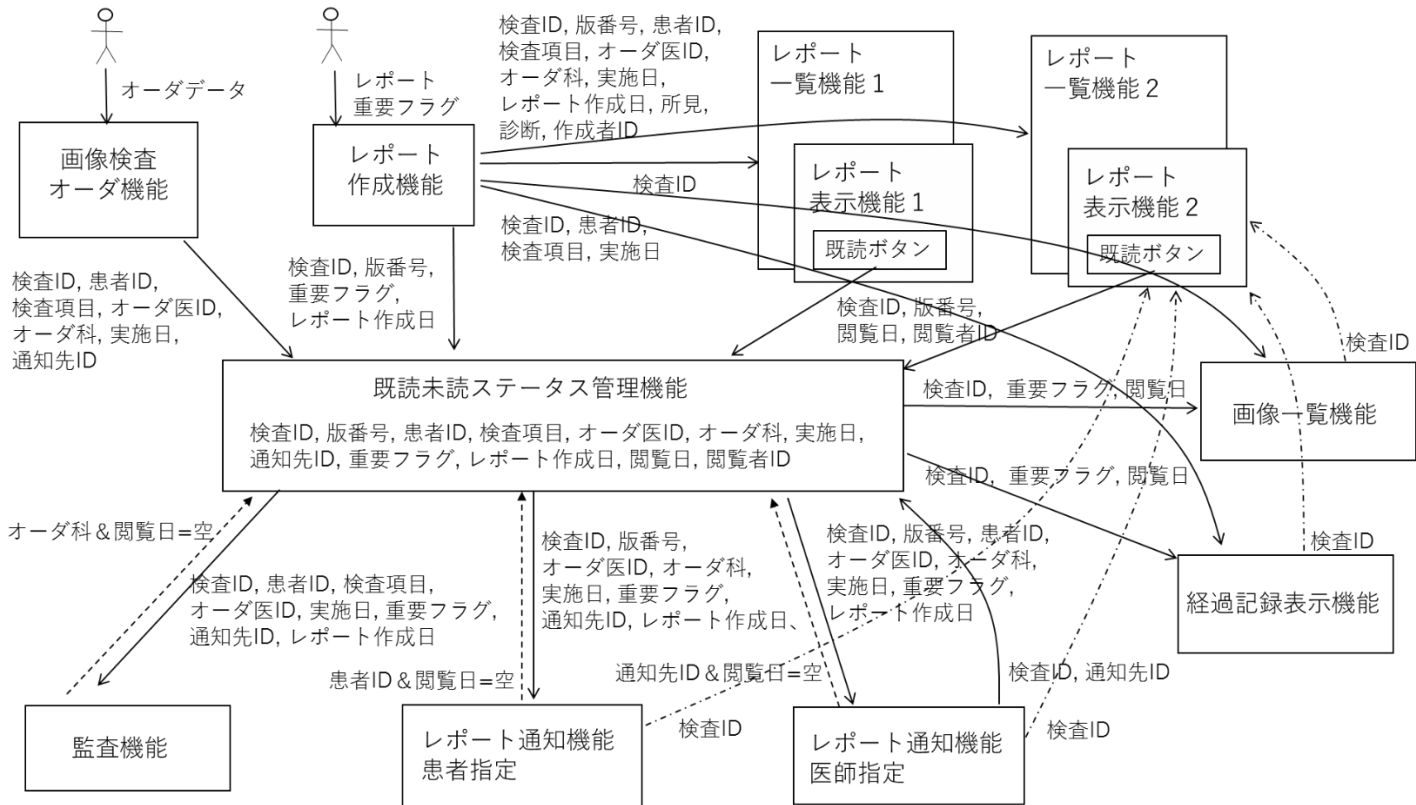 オーダデータ
レポート
重要フラグ
検査ID, 版番号, 患者ID,
検査項目, オーダ医ID,
オーダ科, 実施日,
レポート作成日, 所見,
診断, 作成者ID
レポート
一覧機能１
レポート
一覧機能２
画像検査
オーダ機能
レポート
作成機能
検査ID
レポート
表示機能１
既読ボタン
レポート
表示機能２
既読ボタン
検査ID, 患者ID,
検査項目, 実施日
検査ID, 患者ID,
検査項目, オーダ医ID,
オーダ科, 実施日,
通知先ID
検査ID, 版番号,
重要フラグ,
レポート作成日
検査ID, 版番号,
閲覧日, 閲覧者ID
検査ID
既読未読ステータス管理機能
検査ID, 版番号, 患者ID, 検査項目, オーダ医ID, オーダ科, 実施日,
通知先ID, 重要フラグ, レポート作成日, 閲覧日, 閲覧者ID
検査ID, 重要フラグ, 閲覧日
画像一覧機能
検査ID, 重要フラグ, 閲覧日
オーダ科＆閲覧日=空
検査ID, 患者ID, 検査項目,
オーダ医ID, 実施日, 重要フラグ,
通知先ID, レポート作成日
検査ID, 版番号,
オーダ医ID, オーダ科,
実施日, 重要フラグ,
通知先ID, レポート作成日、
検査ID, 版番号, 患者ID,
オーダ医ID, オーダ科,
実施日, 重要フラグ,
レポート作成日
検査ID
経過記録表示機能
患者ID＆閲覧日=空
通知先ID＆閲覧日=空
検査ID, 通知先ID
検査ID
検査ID
監査機能
レポート通知機能
患者指定
レポート通知機能
医師指定